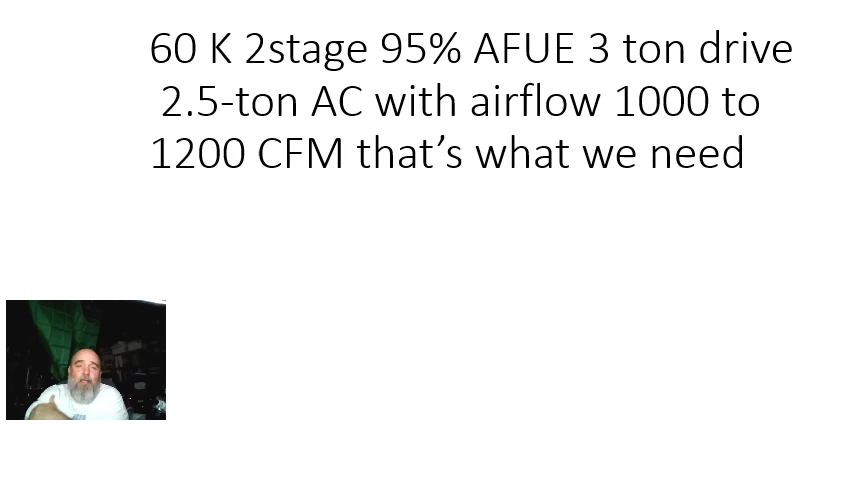 60 K 2stage 95% AFUE 3 ton drive
2.5-ton AC with airflow 1000 to
1200 CFM that’s what we need